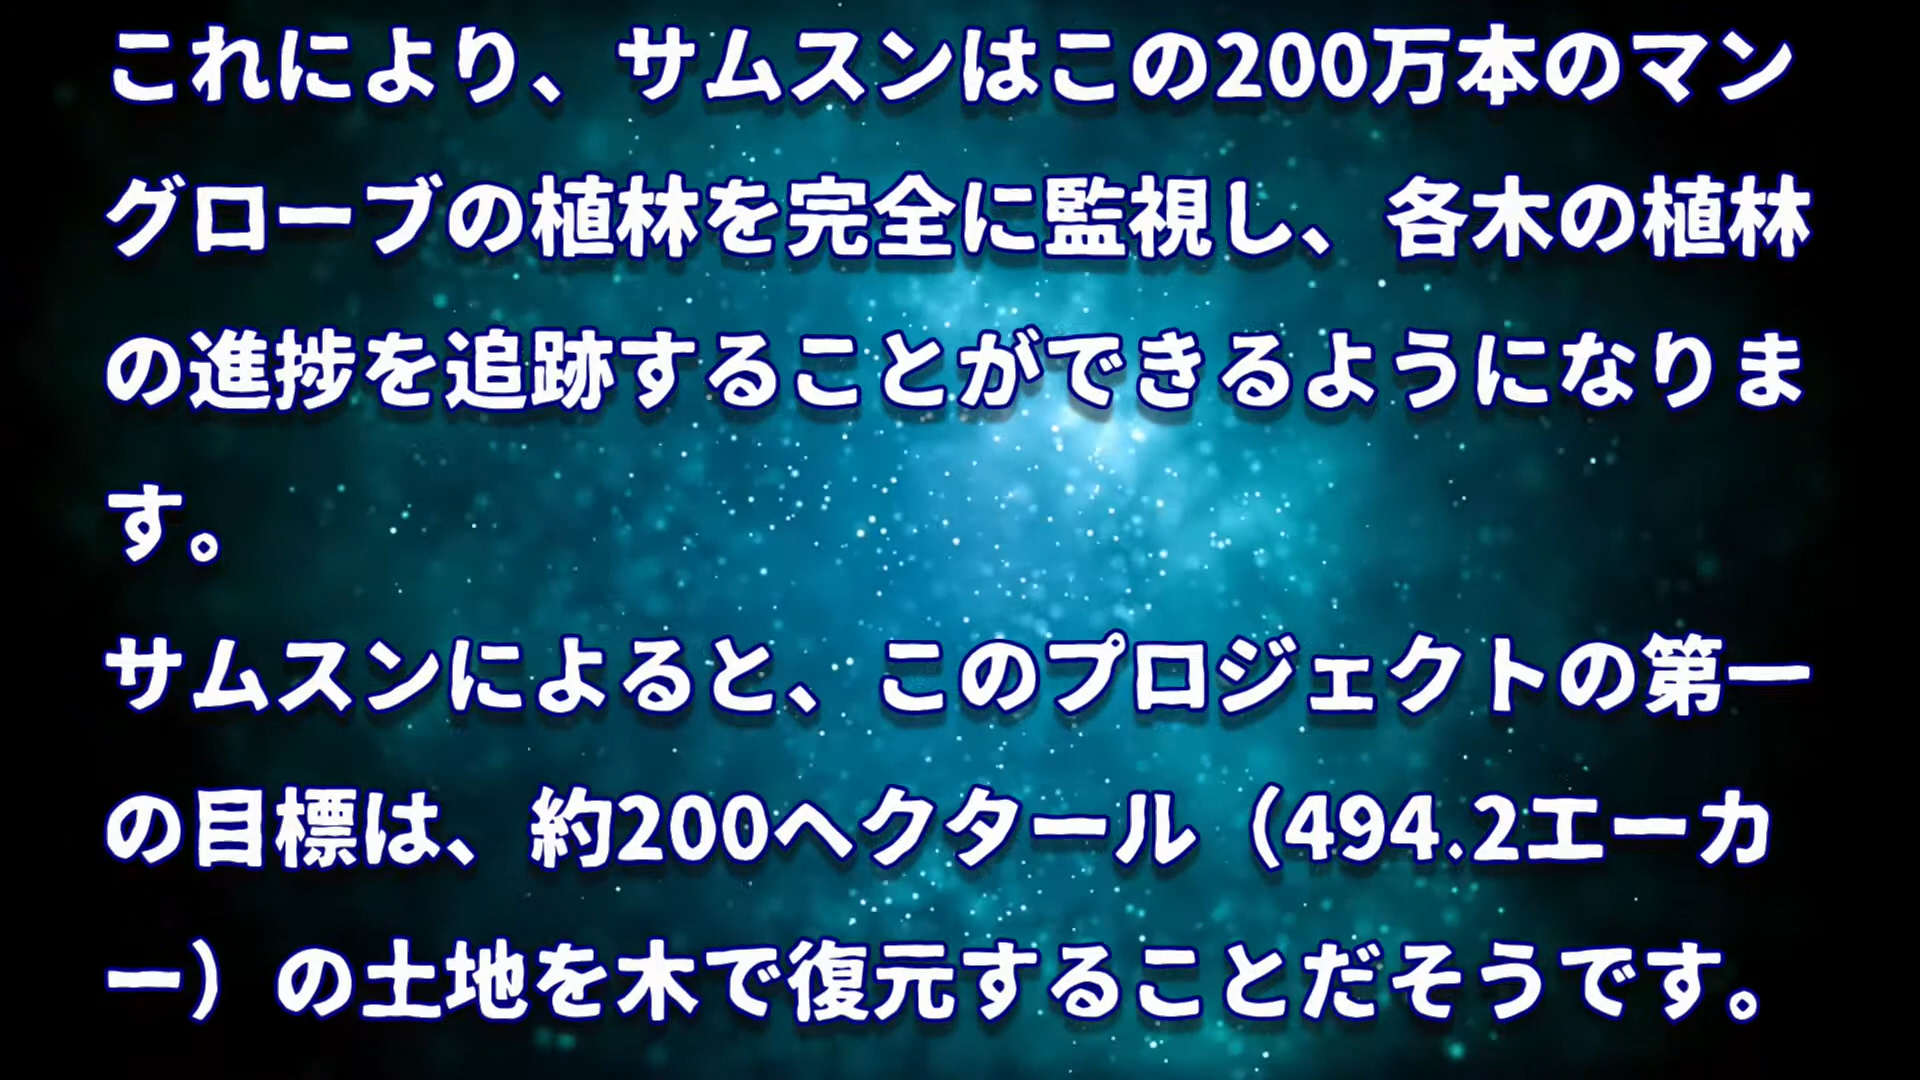 これにより、サムスンはこの200万本のマン
グローブの植林を完全に監視し、各木の植林
の進捗を追跡することができるようになりま
す。
サムスンによると、このプロジェクトの第一
の目標は、約200ヘクタール（494.2エーカ
ー）の土地を木で復元することだそうです。